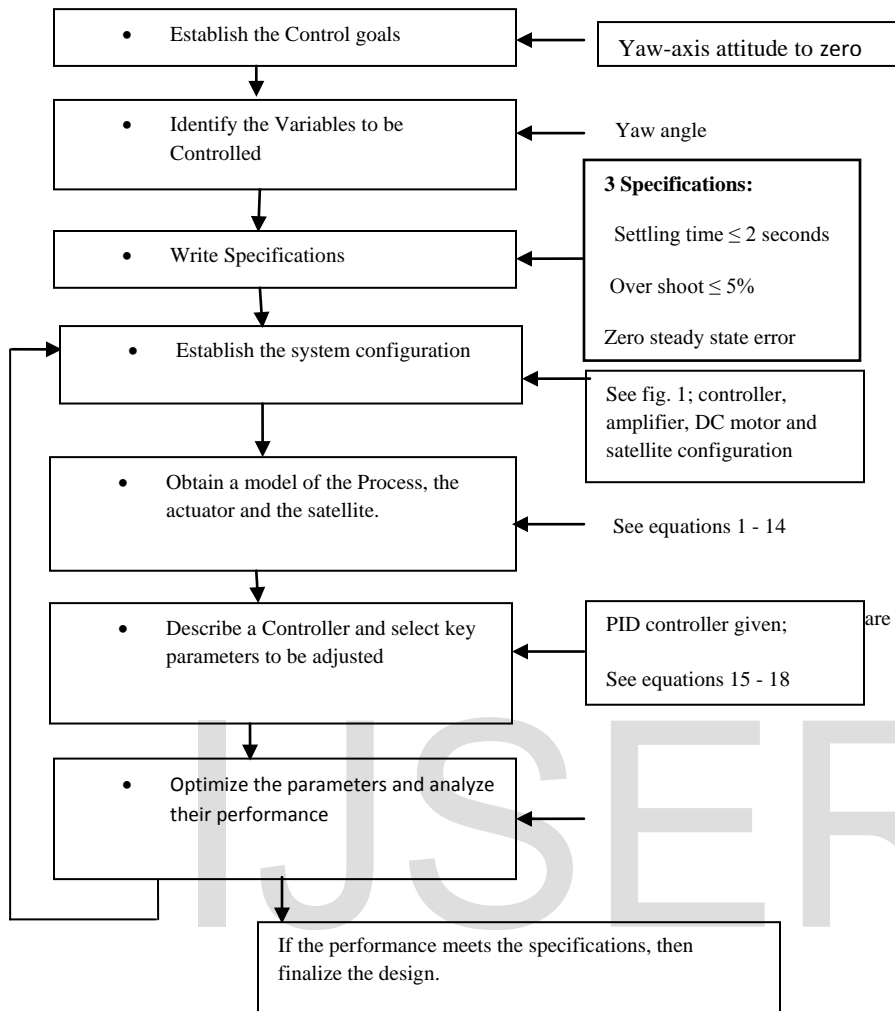 • Establish the Control goals
Yaw-axis attitude to zero
• Identify the Variables to be
Controlled
Yaw angle
3 Specifications:
Settling time ≤ 2 seconds
Over shoot ≤ 5%
Zero steady state error
• Write Specifications
• Establish the system configuration
See fig. 1; controller,
amplifier, DC motor and
satellite configuration
• Obtain a model of the Process, the
actuator and the satellite.
See equations 1 - 14
• Describe a Controller and select key
parameters to be adjusted
PID controller given;
are
See equations 15 - 18
• Optimize the parameters and analyze
their performance
If the performance meets the specifications, then
finalize the design.
IJSER